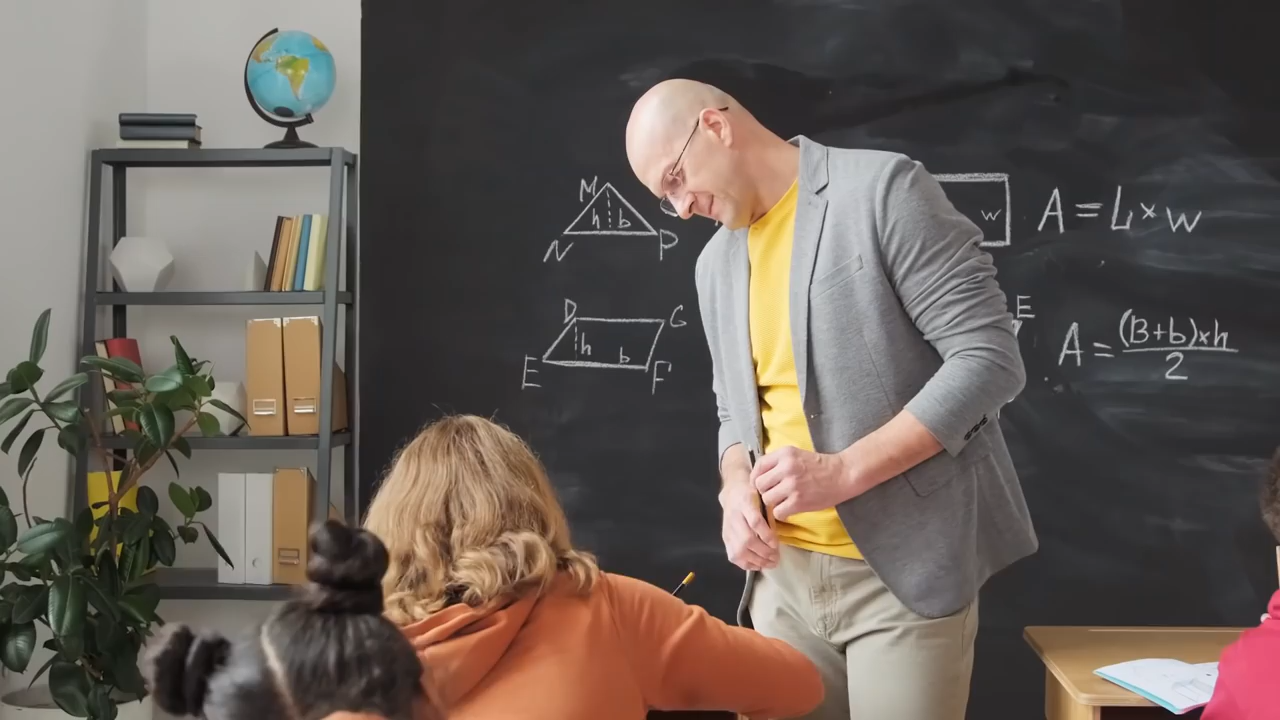 M
h b
N P
w
A = L × w
D G
h b
E F
E
A = (B+b)×h
2